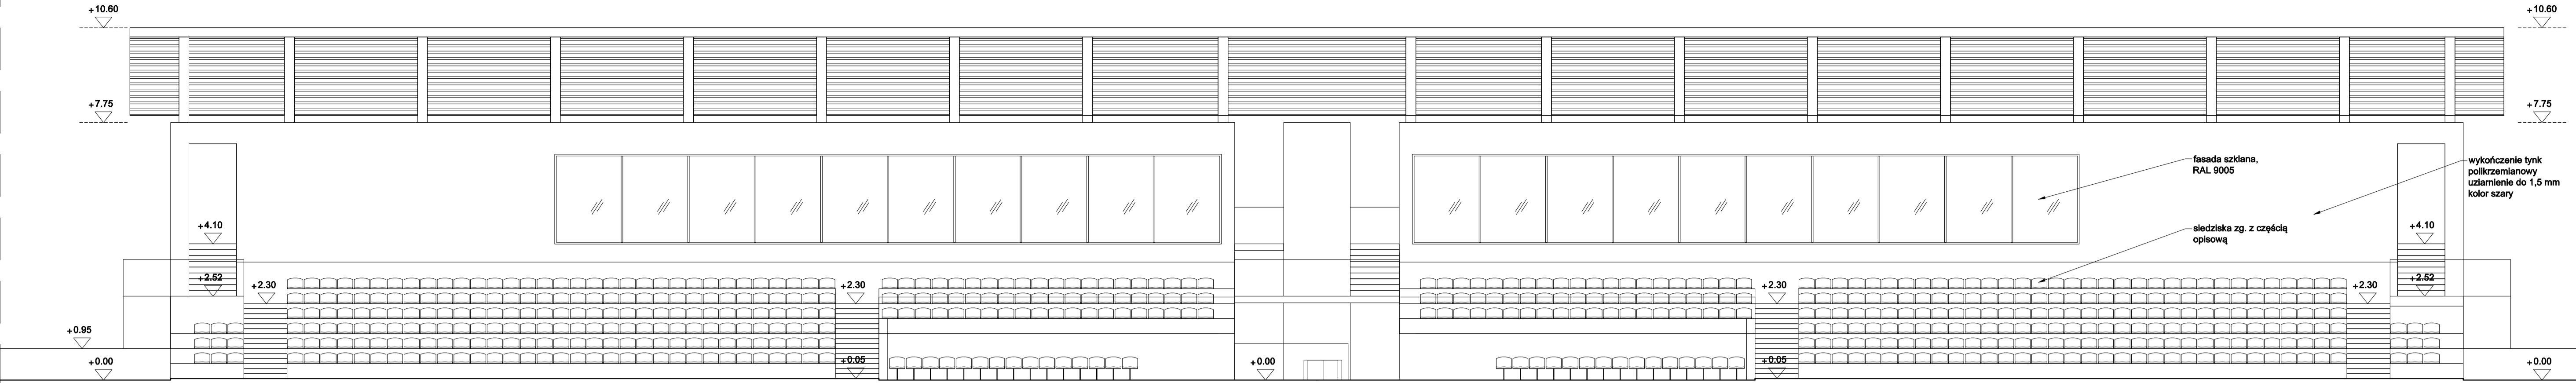 +10.60
+10.60
+7.75
+7.75
fasada szklana,
RAL 9005
wykończenie tynk
polikrzemianowy
uziarnienie do 1,5 mm
kolor szary
+4.10
+4.10
siedziska zg. z częścią
opisową
+2.52
+2.30
+2.30
+2.30
+2.30
+2.52
+0.95
+0.00
+0.05
+0.00
+0.05
+0.00